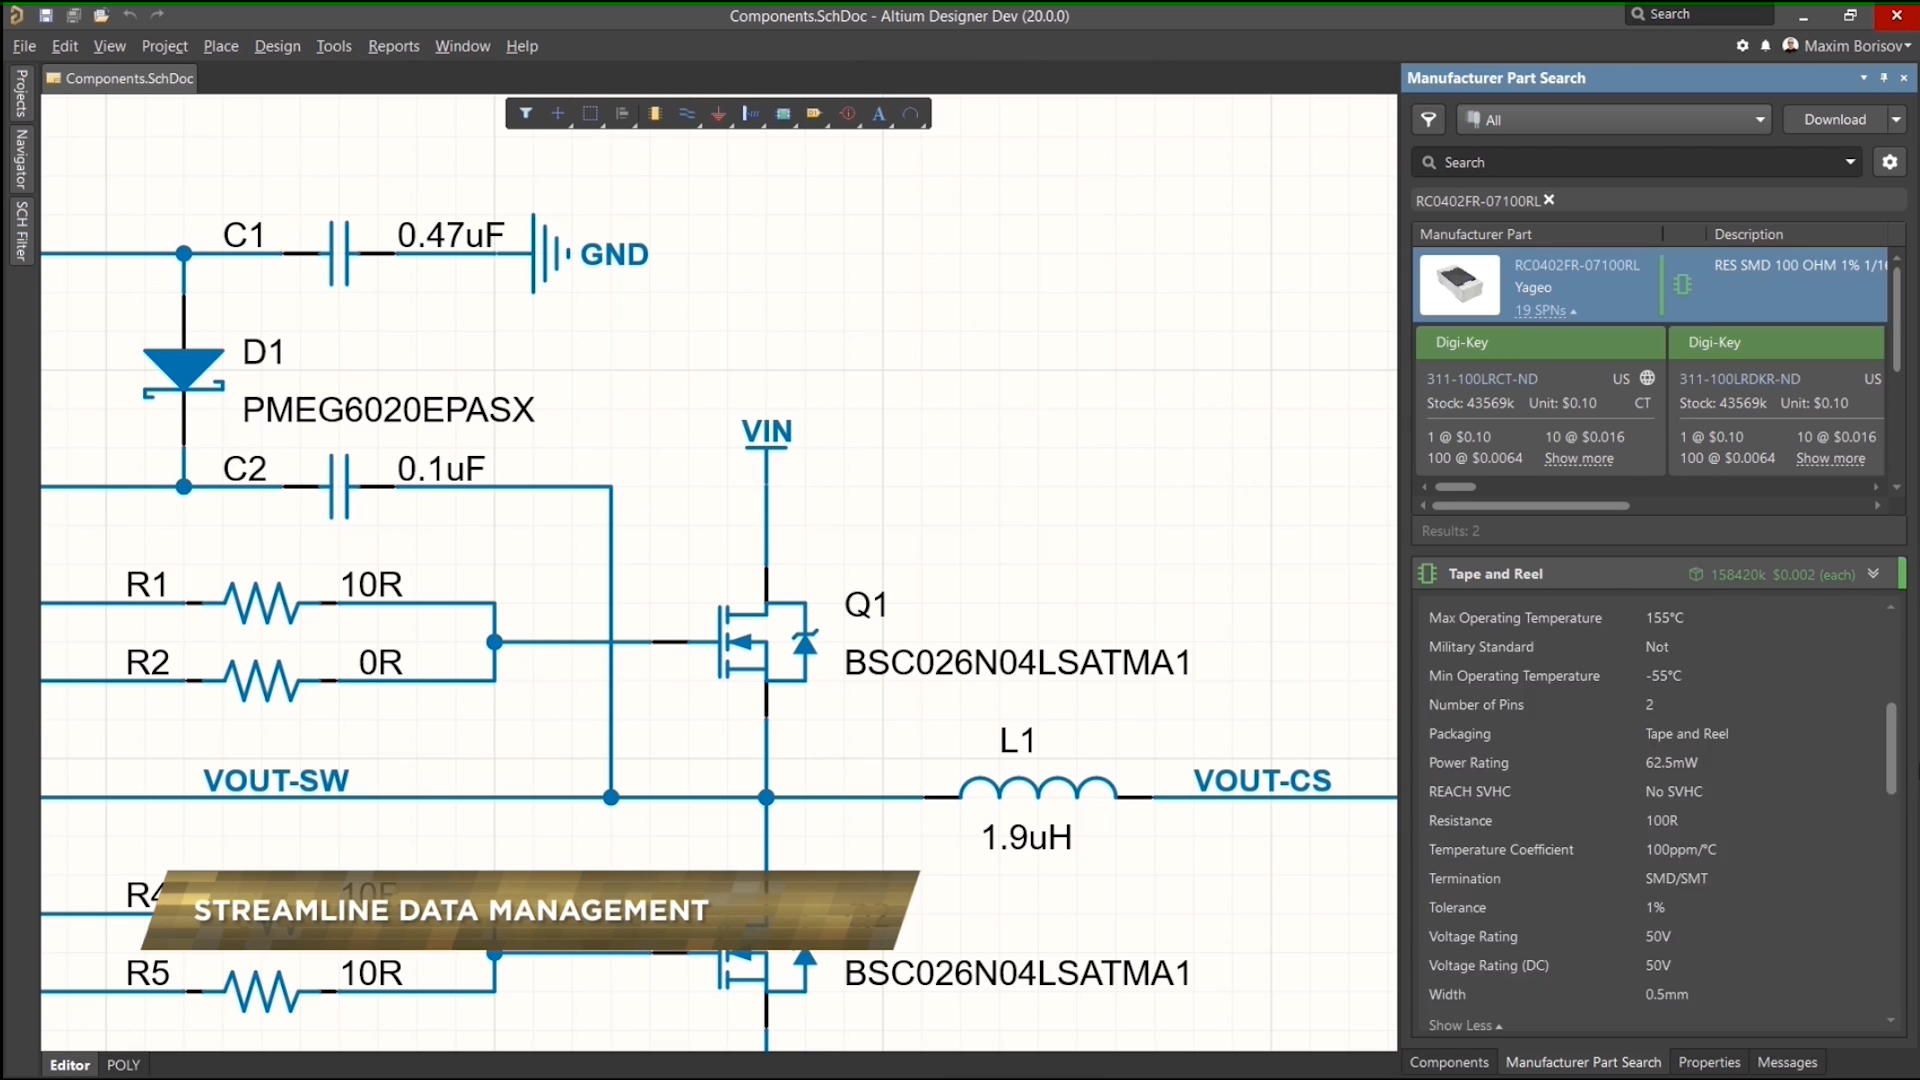 Components.SchDoc - Altium Designer Dev (20.0.0)
Search
File Edit View Project Place Design Tools Reports Window Help
Maxim Borisov
Projects
Navigator
SCH Filter
Components.SchDoc
A
C1
0.47uF
GND
D1
PMEG6020EPASX
C2
0.1uF
VIN
R1
10R
R2
0R
Q1
BSC026N04LSATMA1
L1
VOUT-SW
VOUT-CS
1.9uH
STREAMLINE DATA MANAGEMENT
R5
10R
BSC026N04LSATMA1
Editor POLY
Manufacturer Part Search
All
Download
Search
RC0402FR-07100RL
Manufacturer Part Description
RC0402FR-07100RL
Yageo
19 SPNs
RES SMD 100 OHM 1% 1/16
Digi-Key
311-100LRCT-ND US
Stock: 43569k Unit: $0.10 CT
1 @ $0.10 10 @ $0.016
100 @ $0.0064 Show more
Digi-Key
311-100LRDKR-ND US
Stock: 43569k Unit: $0.10
1 @ $0.10 10 @ $0.016
100 @ $0.0064 Show more
Results: 2
Tape and Reel 158420k $0.002 (each)
Max Operating Temperature 155°C
Military Standard Not
Min Operating Temperature -55°C
Number of Pins 2
Packaging Tape and Reel
Power Rating 62.5mW
REACH SVHC No SVHC
Resistance 100R
Temperature Coefficient 100ppm/°C
Termination SMD/SMT
Tolerance 1%
Voltage Rating 50V
Voltage Rating (DC) 50V
Width 0.5mm
Show Less
Components Manufacturer Part Search Properties Messages